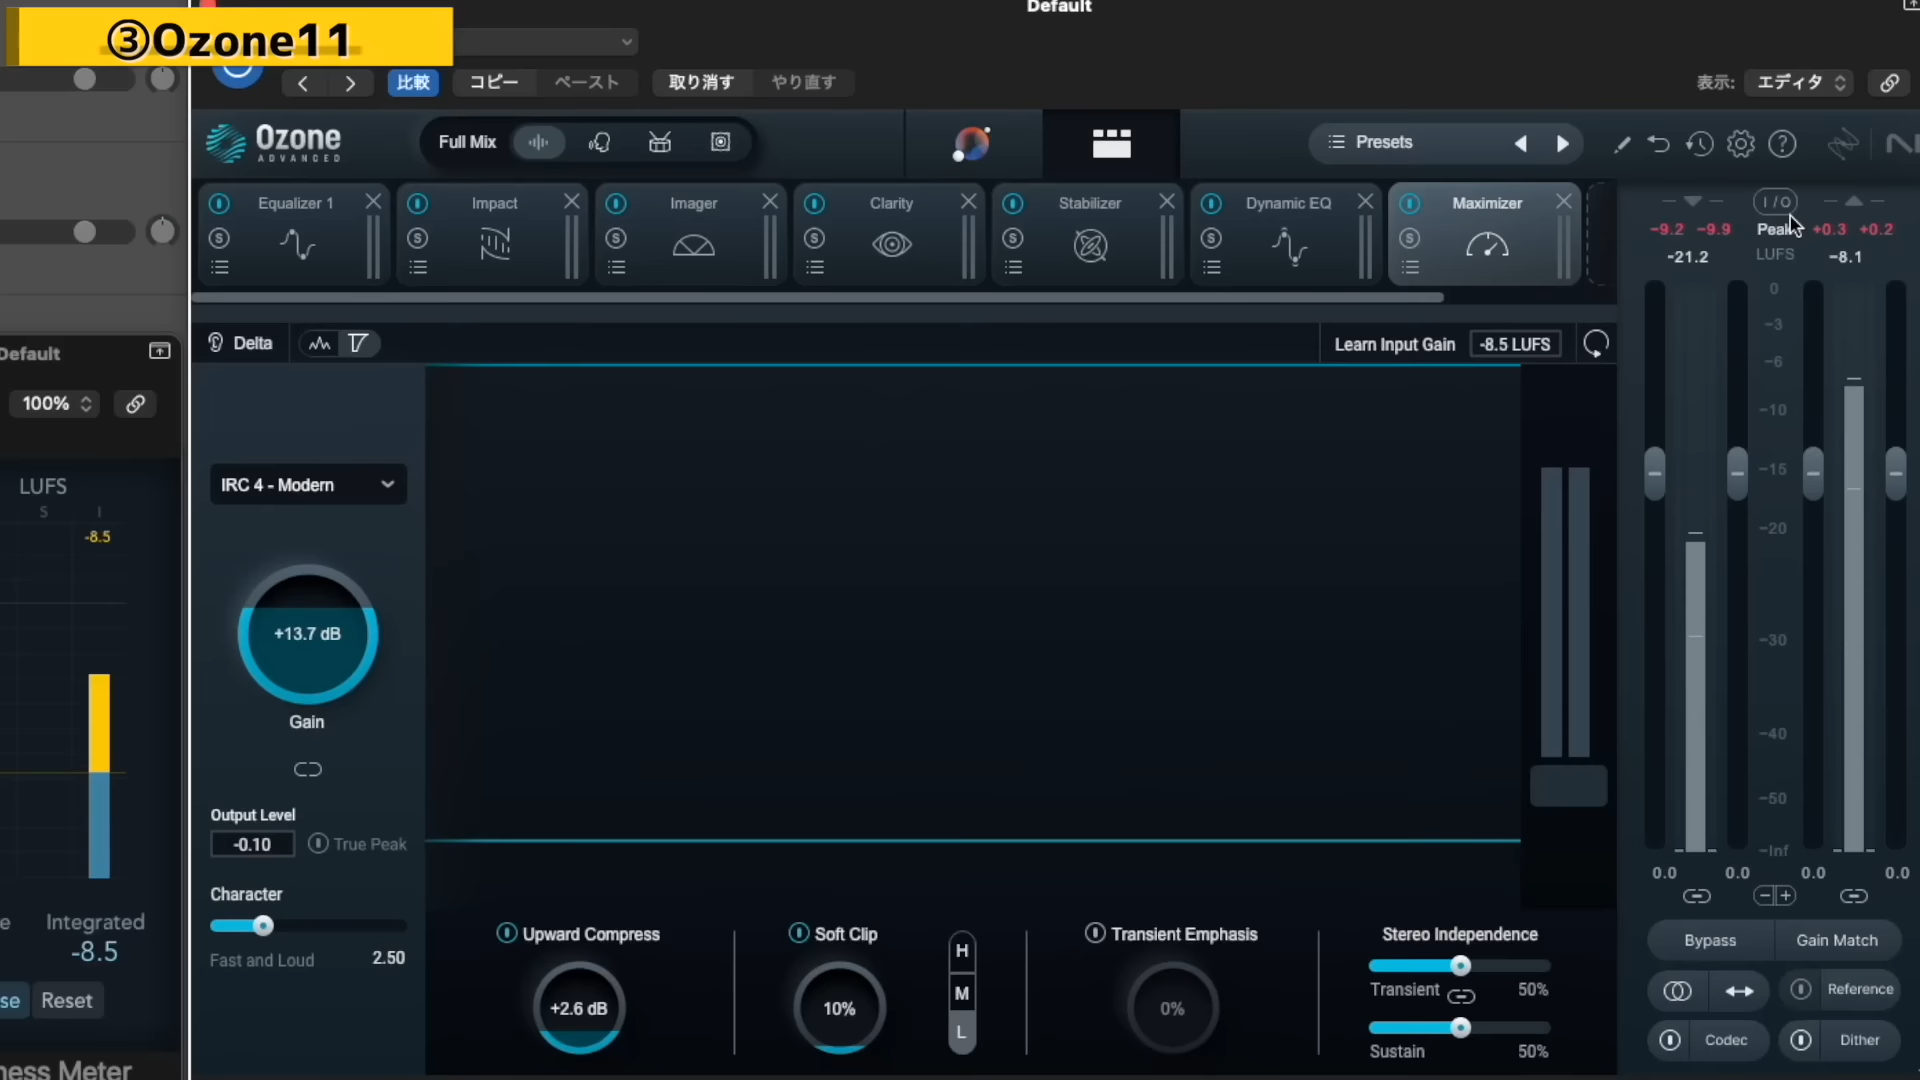 ③Ozone11
Default
比較 コピー ペースト 取り消す やり直す
表示: エディタ
Ozone
ADVANCED
Full Mix
Presets
Equalizer 1
S
Impact
S
Imager
S
Clarity
S
Stabilizer
S
Dynamic EQ
S
Maximizer
S
I / O
-9.2 -9.9 Peak +0.3 +0.2
-21.2 LUFS -8.1
Default
Delta
Learn Input Gain -8.5 LUFS
100%
LUFS
S I
-8.5
IRC 4 - Modern
+13.7 dB
Gain
Output Level
-0.10 True Peak
Character
Fast and Loud 2.50
Integrated
-8.5
se Reset
ness Meter
Upward Compress
+2.6 dB
Soft Clip
10%
H
M
L
Transient Emphasis
0%
Stereo Independence
Transient 50%
Sustain 50%
0
-3
-6
-10
-15
-20
-30
-40
-50
-Inf
0.0 0.0 0.0 0.0
Bypass Gain Match
Reference
Codec Dither